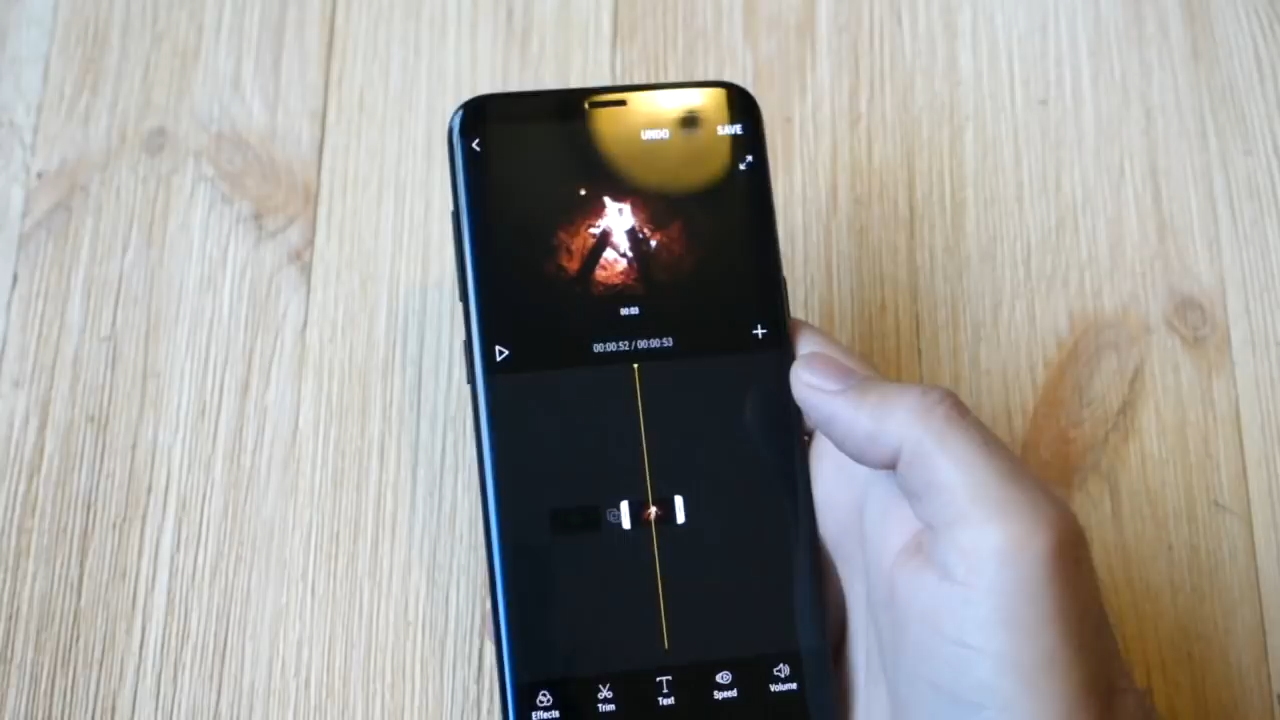 UNDO SAVE
00:03
00:00:52 / 00:00:53
Effects Trim Text Speed Volume